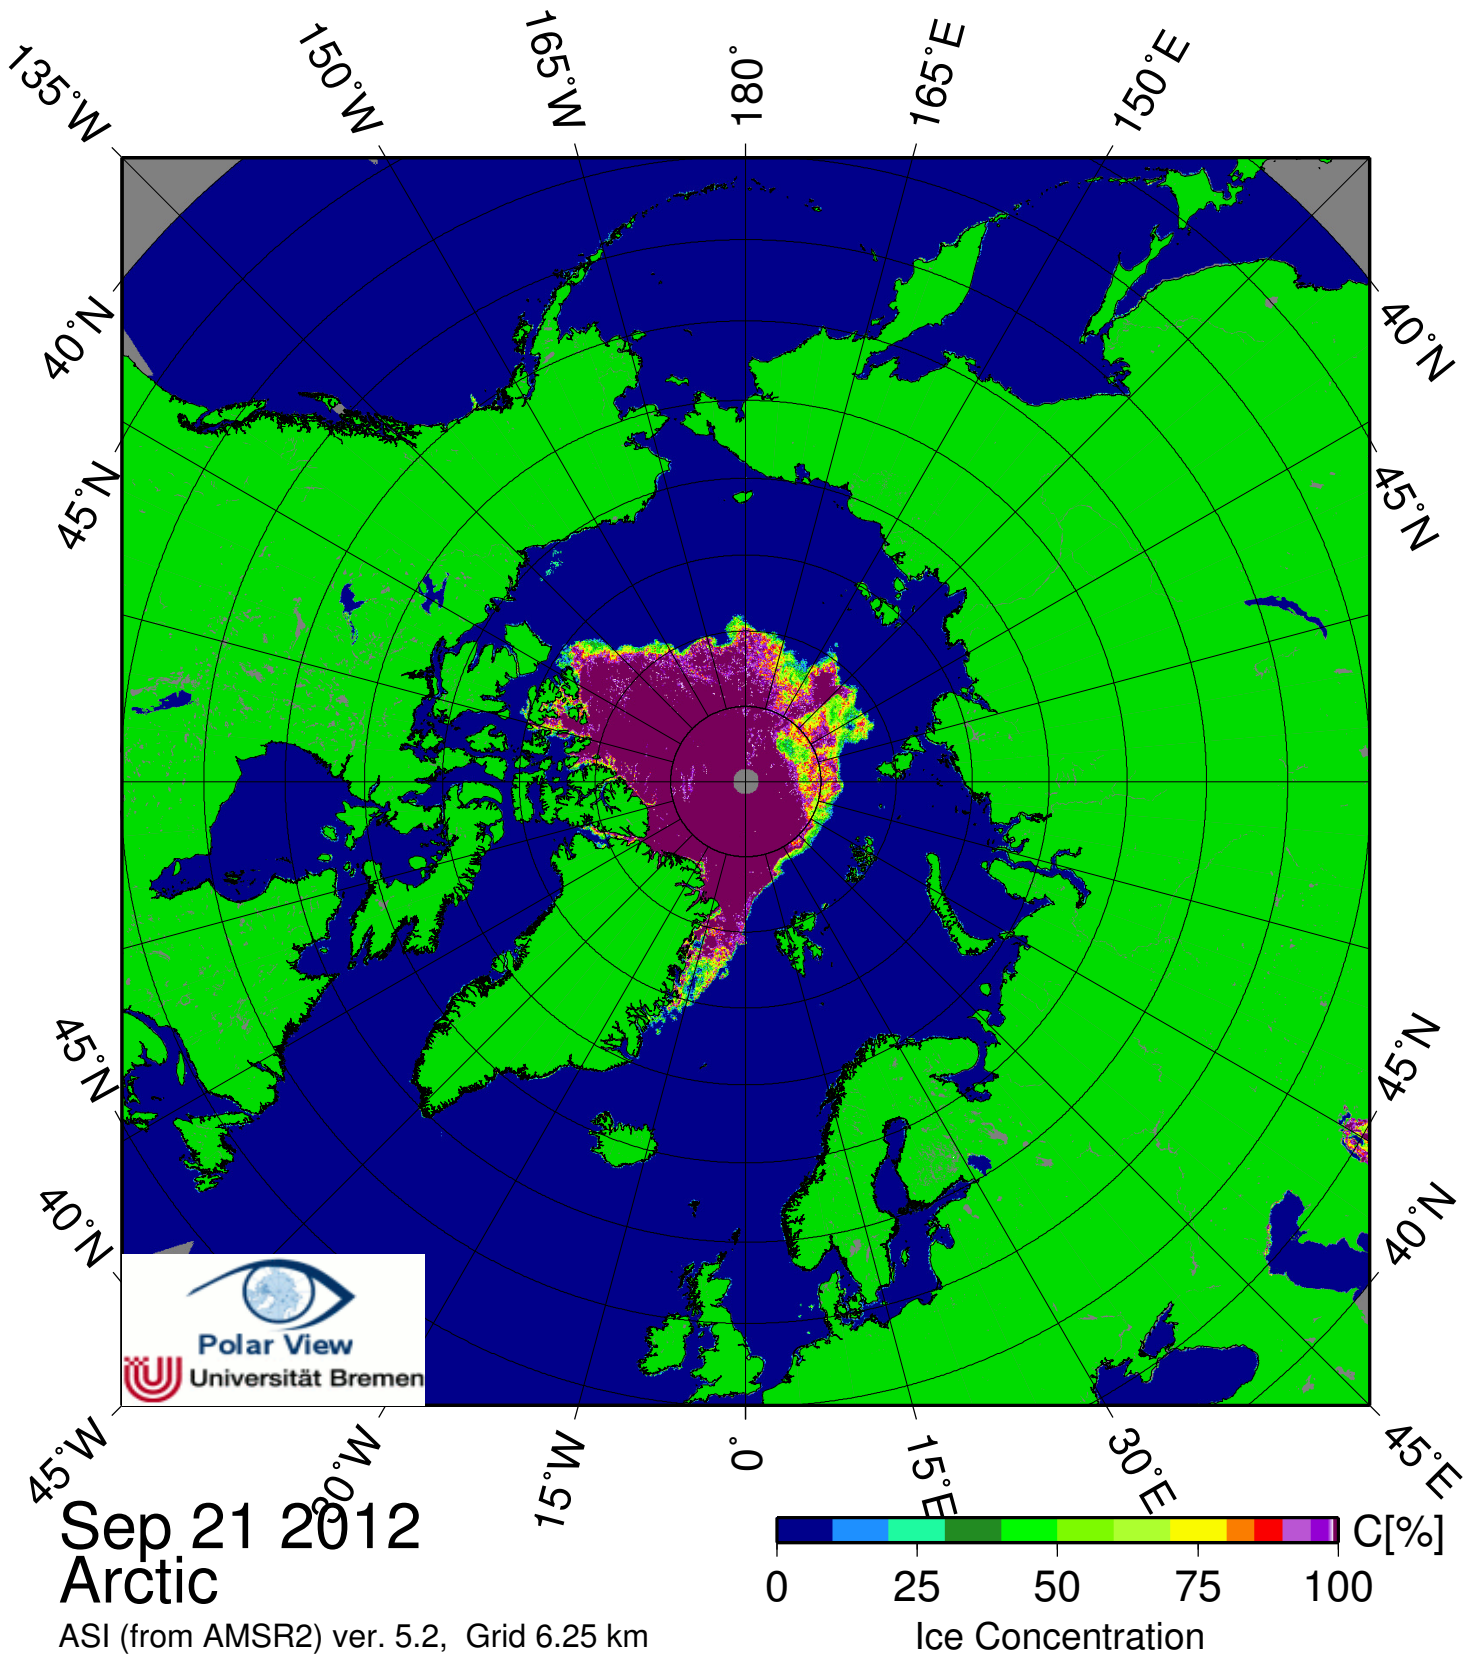 135°W
150°W
165°W
180°
165°E
150°E
40°N
40°N
45°N
45°N
45°N
45°N
40°N
40°N
Polar View
Universität Bremen
45°W
30°W
15°W
0°
15°E
30°E
45°E
Sep 21 2012
Arctic
ASI (from AMSR2) ver. 5.2, Grid 6.25 km
C[%]
0 25 50 75 100
Ice Concentration